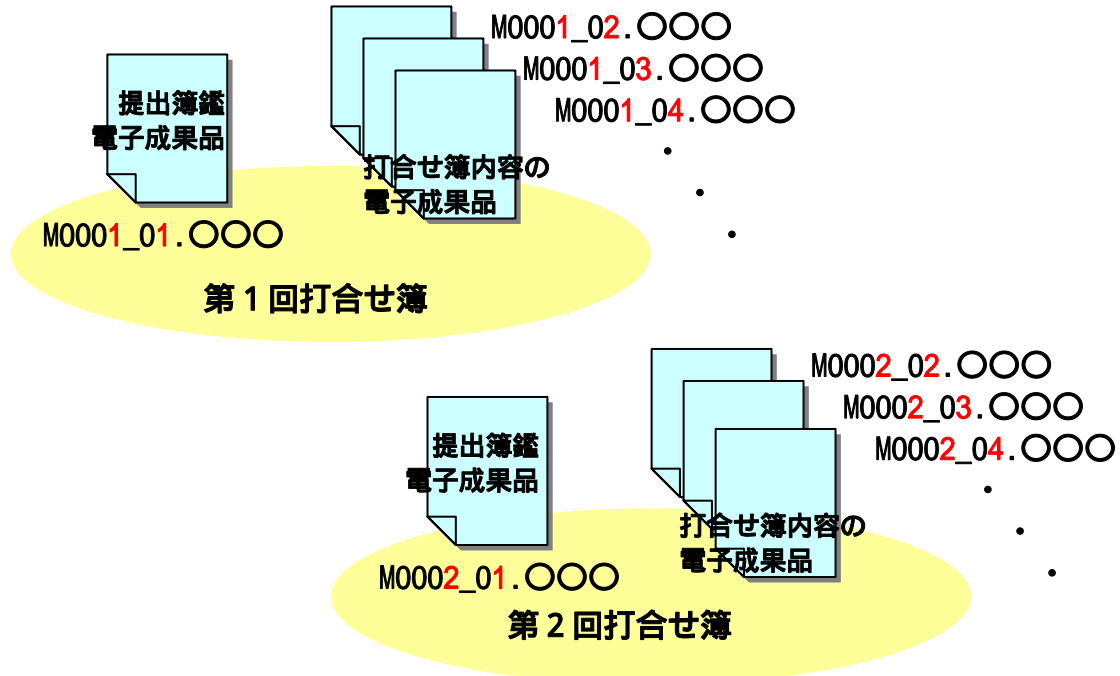 M0001_02.〇〇〇
M0001_03.〇〇〇
M0001_04.〇〇〇
提出簿鑑
電子成果品
打合せ簿内容の
電子成果品
M0001_01.〇〇〇
第1回打合せ簿
M0002_02.〇〇〇
M0002_03.〇〇〇
M0002_04.〇〇〇
提出簿鑑
電子成果品
打合せ簿内容の
電子成果品
M0002_01.〇〇〇
第2回打合せ簿